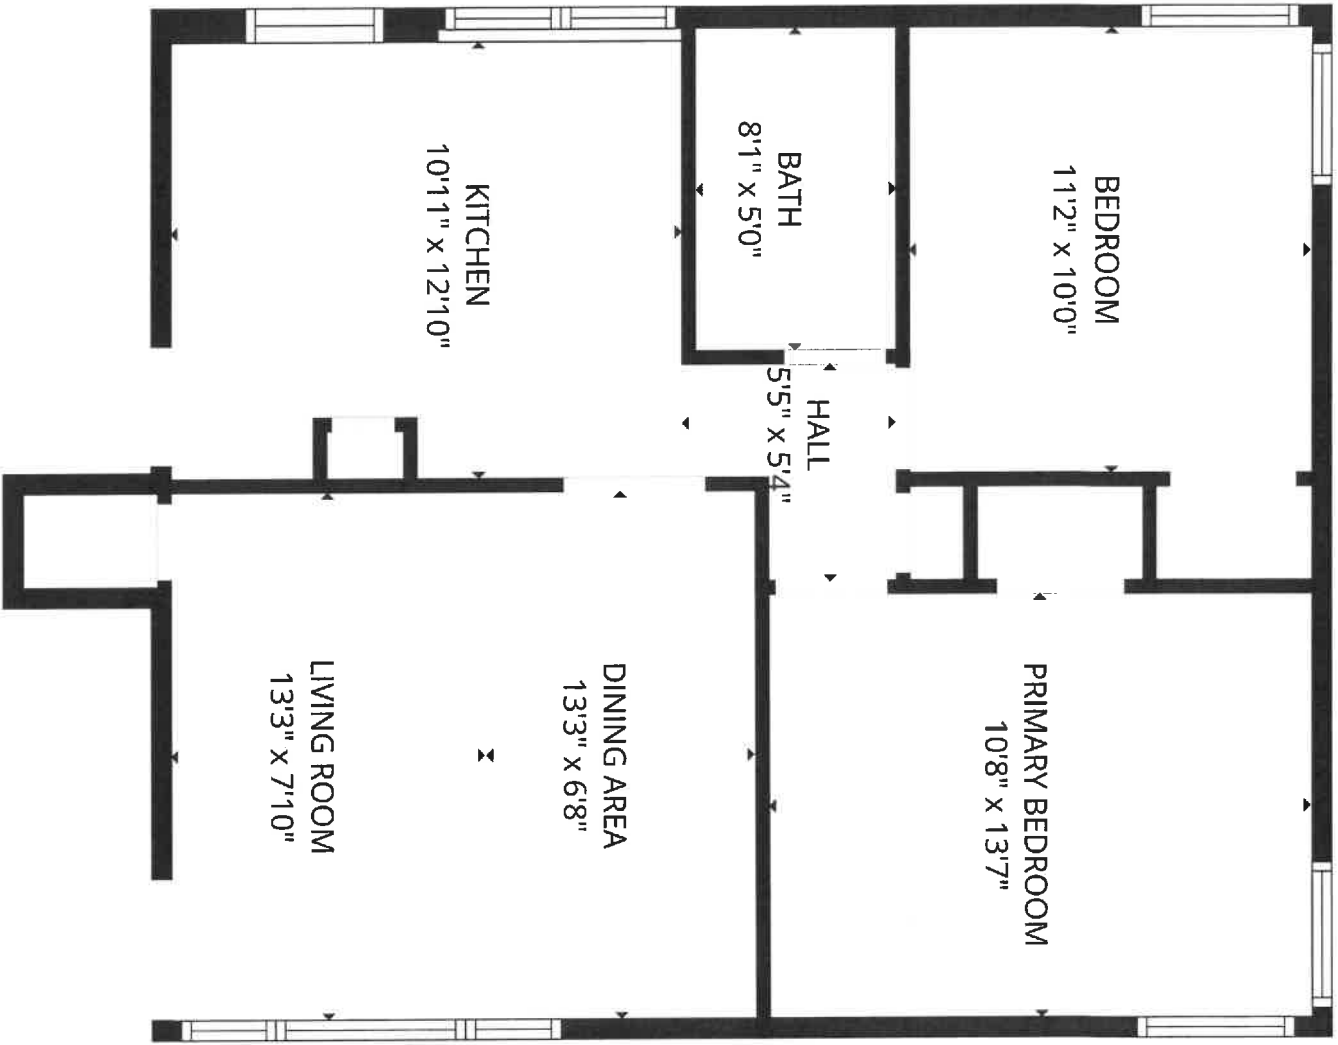 LIVING ROOM
13'3" x 7'10"
DINING AREA
13'3" x 6'8"
PRIMARY BEDROOM
10'8" x 13'7"
KITCHEN
10'11" x 12'10"
HALL
5'5" x 5'4"
BATH
8'1" x 5'0"
BEDROOM
11'2" x 10'0"